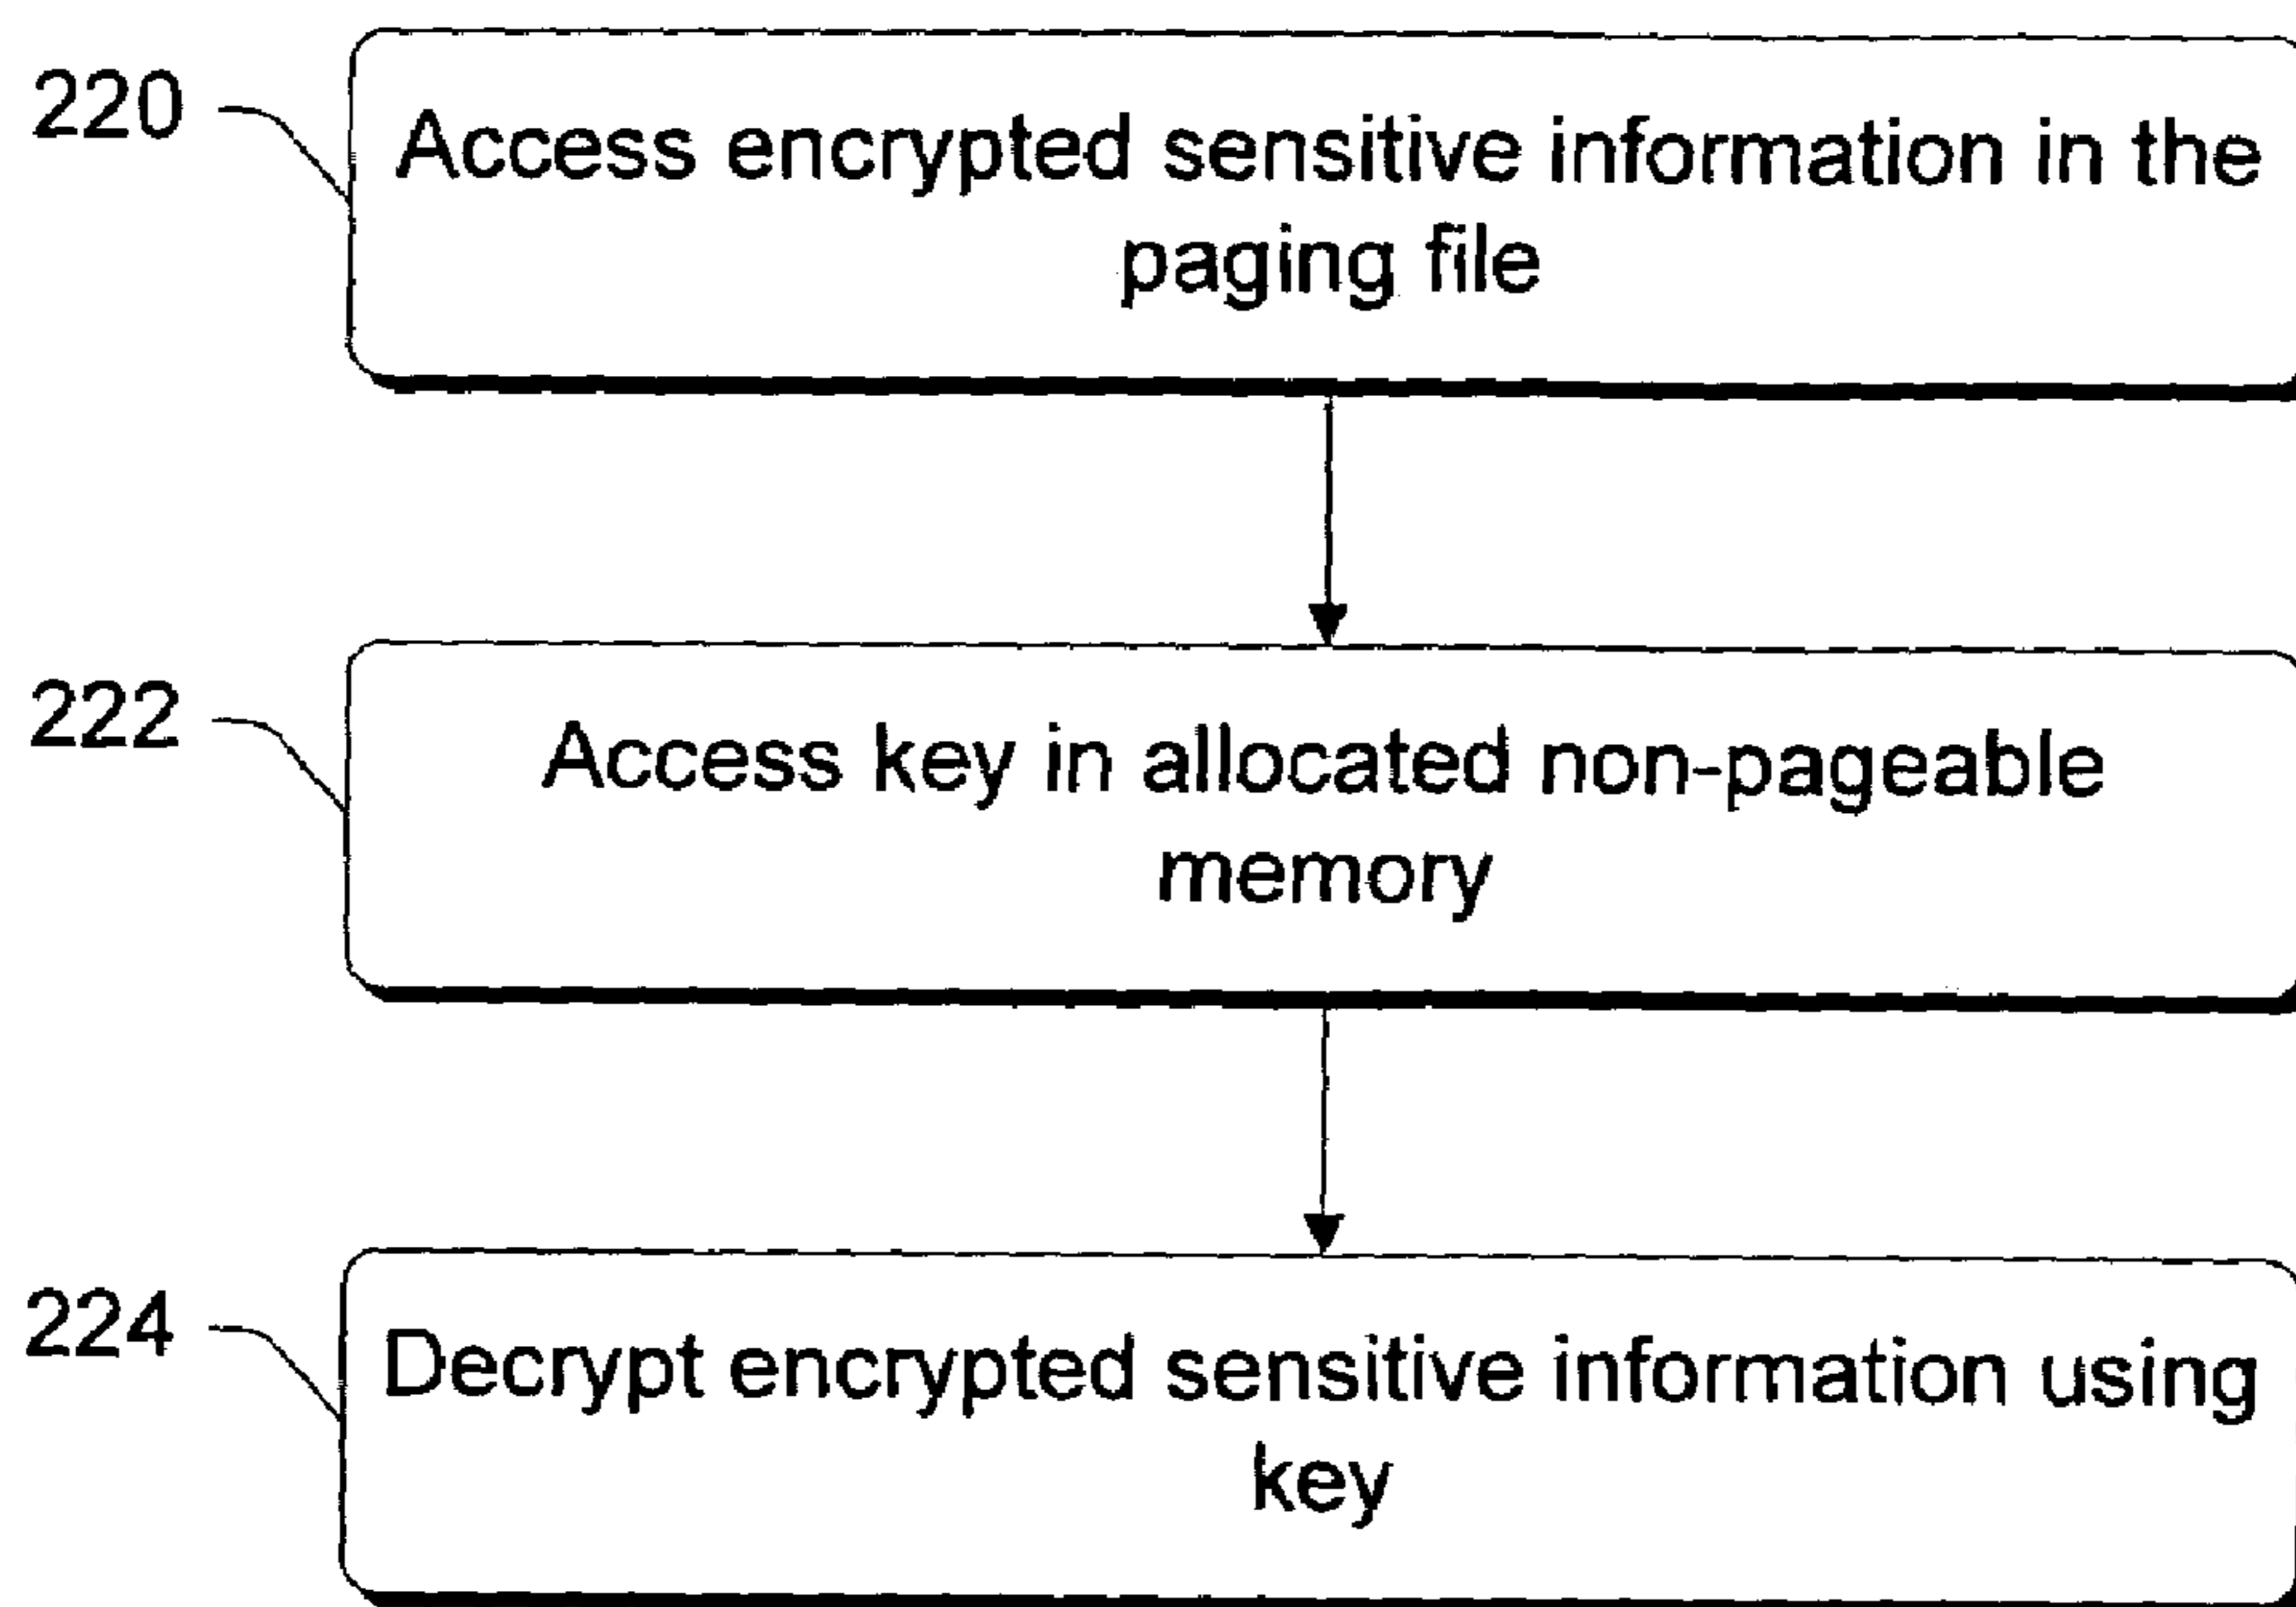 220
Access encrypted sensitive information in the
paging file
222
Access key in allocated non-pageable
memory
224
Decrypt encrypted sensitive information using
key